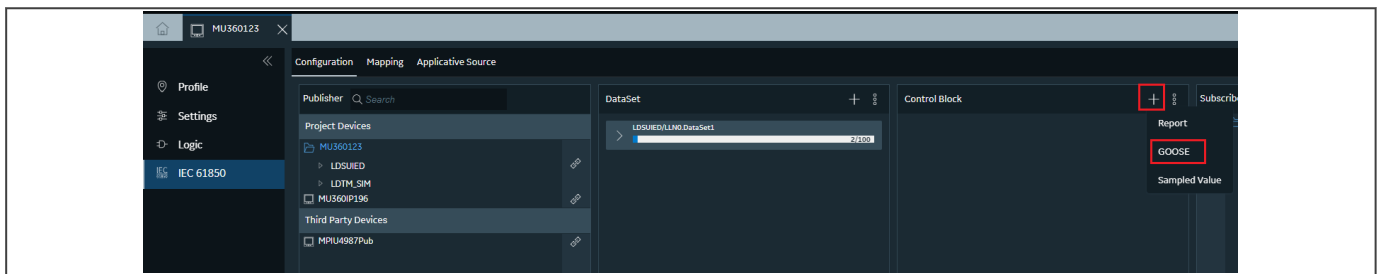 MU360123
Configuration Mapping Applicative Source
Profile
Settings
Logic
IEC 61850
Publisher Search
Project Devices
MU360123
LDSUIED
LDTM_SIM
MU360IP196
Third Party Devices
MPIU4987Pub
DataSet
LDSUIED/LLN0.DataSet1
2/100
Control Block
Report
GOOSE
Sampled Value
Subscribe